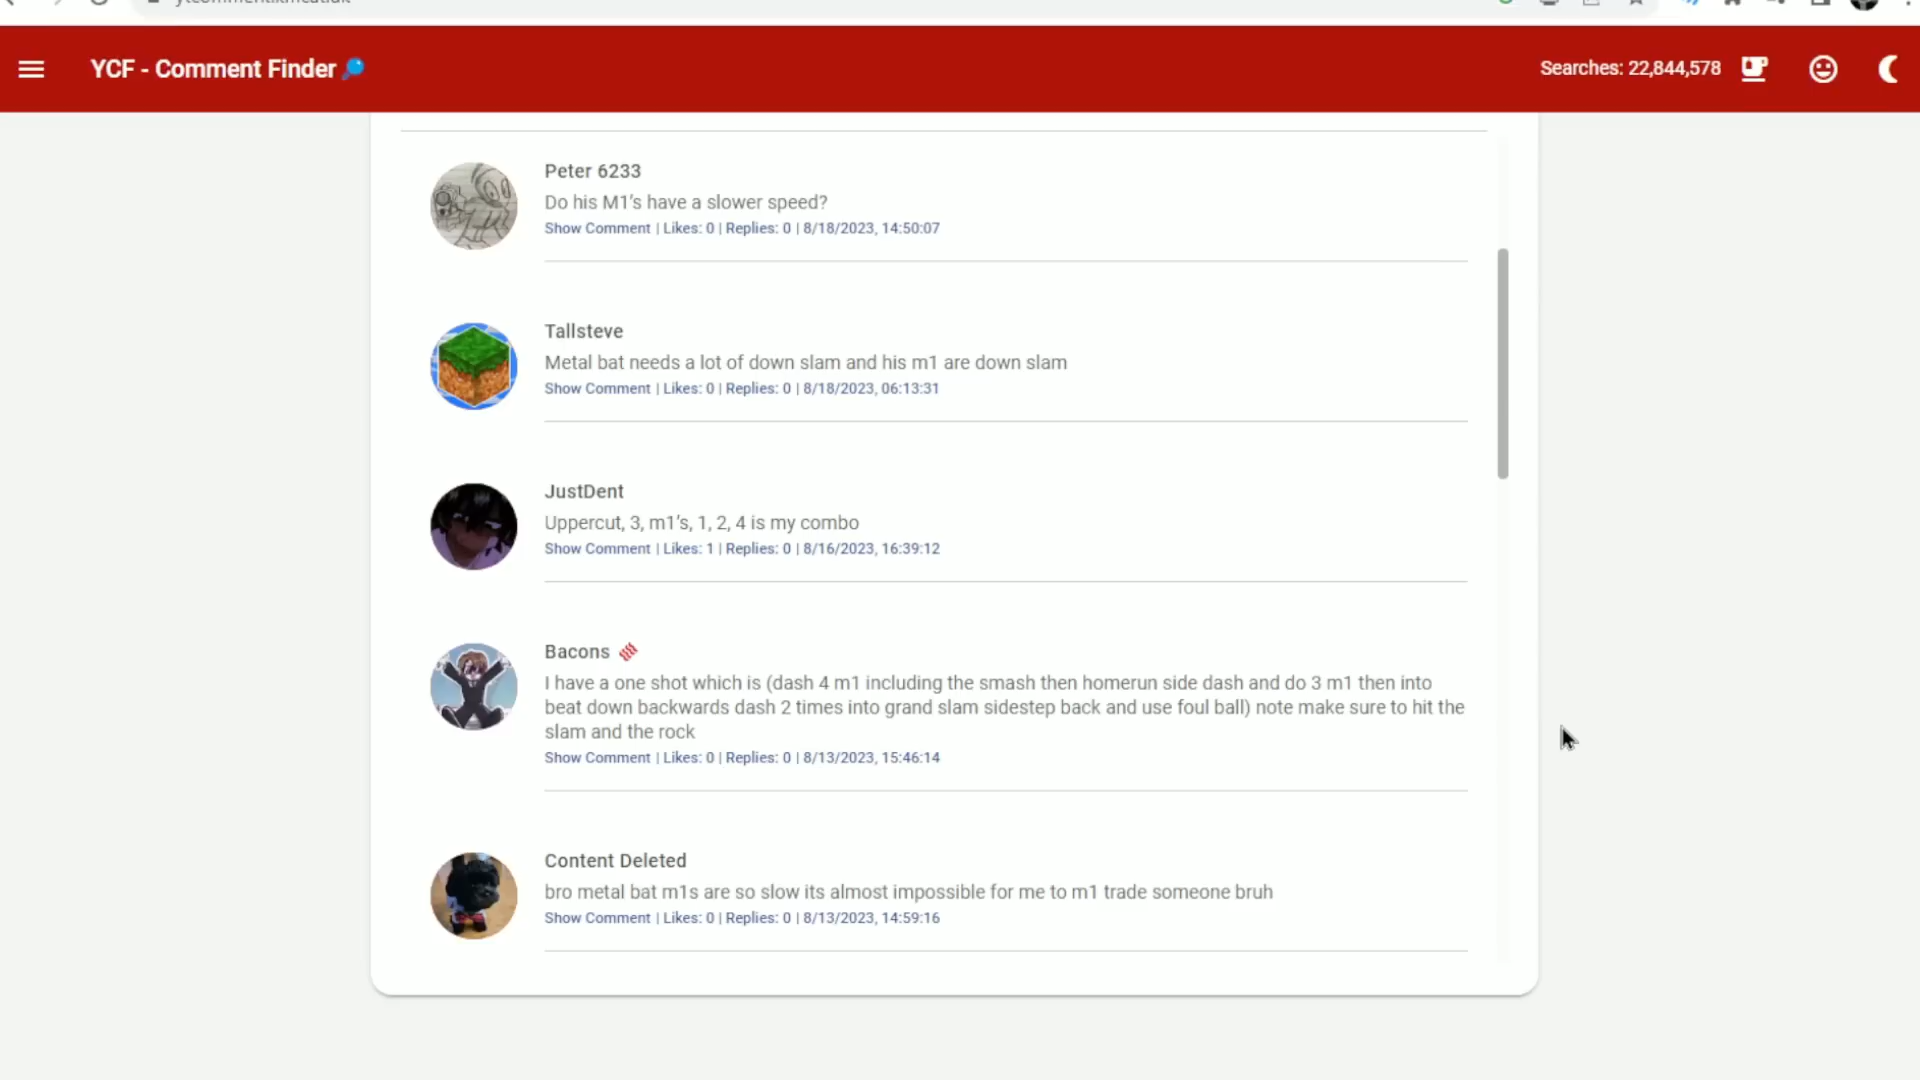 YCF - Comment Finder
Searches: 22,844,578
Peter 6233
Do his M1's have a slower speed?
Show Comment | Likes: 0 | Replies: 0 | 8/18/2023, 14:50:07
Tallsteve
Metal bat needs a lot of down slam and his m1 are down slam
Show Comment | Likes: 0 | Replies: 0 | 8/18/2023, 06:13:31
JustDent
Uppercut, 3, m1's, 1, 2, 4 is my combo
Show Comment | Likes: 1 | Replies: 0 | 8/16/2023, 16:39:12
Bacons
I have a one shot which is (dash 4 m1 including the smash then homerun side dash and do 3 m1 then into
beat down backwards dash 2 times into grand slam sidestep back and use foul ball) note make sure to hit the
slam and the rock
Show Comment | Likes: 0 | Replies: 0 | 8/13/2023, 15:46:14
Content Deleted
bro metal bat m1s are so slow its almost impossible for me to m1 trade someone bruh
Show Comment | Likes: 0 | Replies: 0 | 8/13/2023, 14:59:16